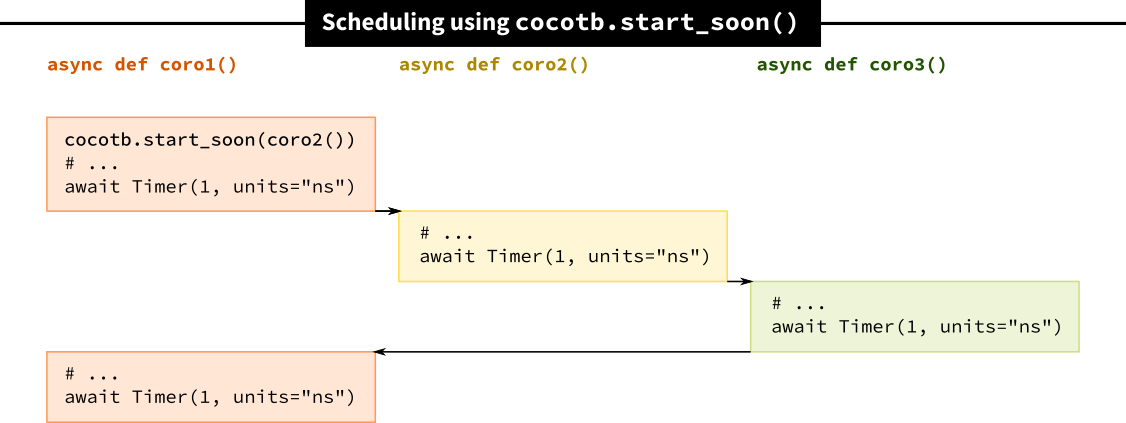 Scheduling using cocotb.start_soon()
async def coro1()
async def coro2()
async def coro3()
cocotb.start_soon(coro2())
# ...
await Timer(1, units="ns")
# ...
await Timer(1, units="ns")
# ...
await Timer(1, units="ns")
# ...
await Timer(1, units="ns")